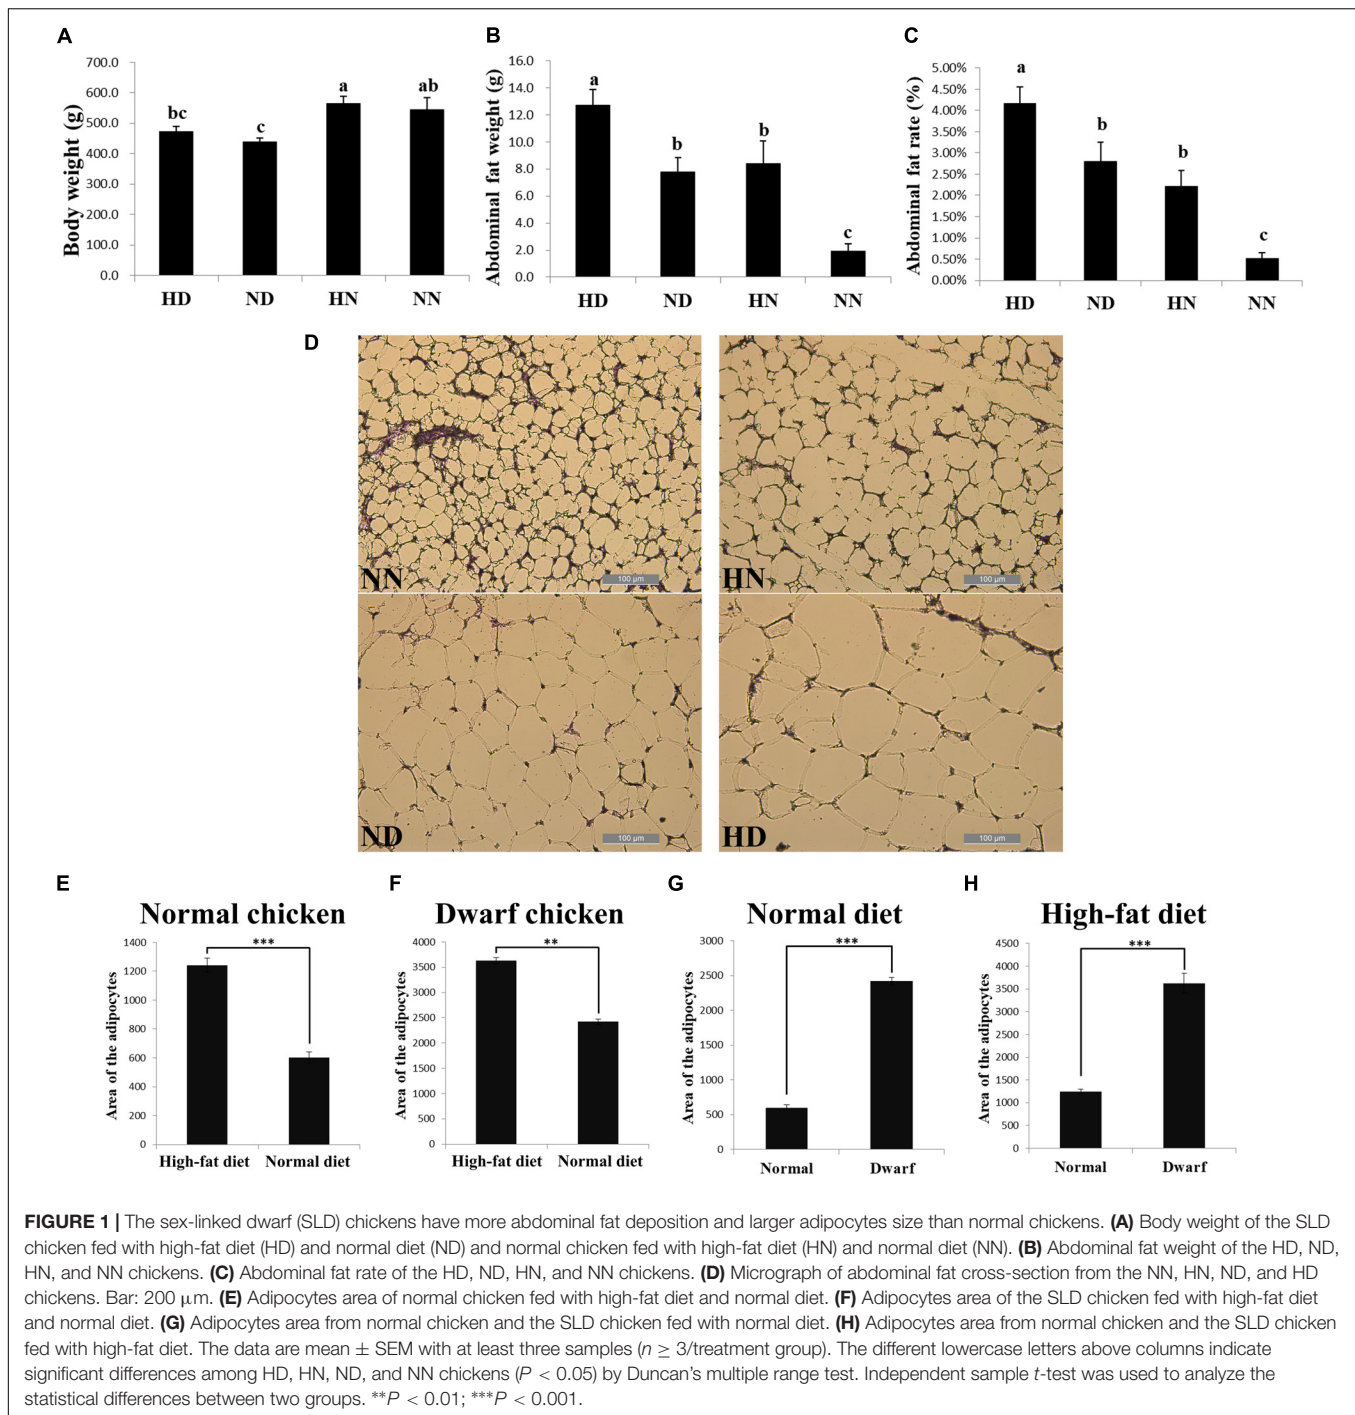 A
700.0
600.0
500.0
400.0
300.0
200.0
100.0
0.0
Body weight (g)
bc
c
a
ab
HD ND HN NN
B
16.0
14.0
12.0
10.0
8.0
6.0
4.0
2.0
0.0
Abdominal fat weight (g)
a
b
b
c
HD ND HN NN
C
5.00%
4.50%
4.00%
3.50%
3.00%
2.50%
2.00%
1.50%
1.00%
0.50%
0.00%
Abdominal fat rate (%)
a
b
b
c
HD ND HN NN
D
NN
100 µm
HN
100 µm
ND
100 µm
HD
100 µm
E
Normal chicken
1400
1200
1000
800
600
400
200
0
Area of the adipocytes
***
High-fat diet Normal diet
F
Dwarf chicken
4000
3500
3000
2500
2000
1500
1000
500
0
Area of the adipocytes
**
High-fat diet Normal diet
G
Normal diet
3000
2500
2000
1500
1000
500
0
Area of the adipocytes
***
Normal Dwarf
H
High-fat diet
4500
4000
3500
3000
2500
2000
1500
1000
500
0
Area of the adipocytes
***
Normal Dwarf
FIGURE 1 | The sex-linked dwarf (SLD) chickens have more abdominal fat deposition and larger adipocytes size than normal chickens. (A) Body weight of the SLD
chicken fed with high-fat diet (HD) and normal diet (ND) and normal chicken fed with high-fat diet (HN) and normal diet (NN). (B) Abdominal fat weight of the HD, ND,
HN, and NN chickens. (C) Abdominal fat rate of the HD, ND, HN, and NN chickens. (D) Micrograph of abdominal fat cross-section from the NN, HN, ND, and HD
chickens. Bar: 200 µm. (E) Adipocytes area of normal chicken fed with high-fat diet and normal diet. (F) Adipocytes area of the SLD chicken fed with high-fat diet
and normal diet. (G) Adipocytes area from normal chicken and the SLD chicken fed with normal diet. (H) Adipocytes area from normal chicken and the SLD chicken
fed with high-fat diet. The data are mean ± SEM with at least three samples (n ≥ 3/treatment group). The different lowercase letters above columns indicate
significant differences among HD, HN, ND, and NN chickens (P < 0.05) by Duncan's multiple range test. Independent sample t-test was used to analyze the
statistical differences between two groups. **P < 0.01; ***P < 0.001.